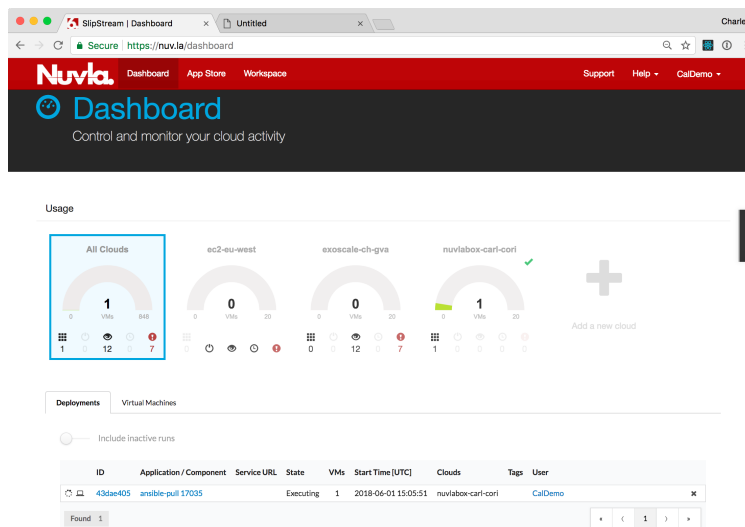 SlipStream | Dashboard × Untitled × Charle
Secure https://nuv.la/dashboard
Nuvla. Dashboard App Store Workspace Support Help CalDemo
Dashboard
Control and monitor your cloud activity
Usage
All Clouds ec2-eu-west exoscale-ch-gva nuvlabox-carl-cori
1 0 0 1
0 VMs 848 0 VMs 20 0 VMs 20 0 VMs 20
Add a new cloud
1 0 12 0 7 0 0 0 12 0 7 1 0 0 0 0
Deployments Virtual Machines
Include inactive runs
ID Application / Component Service URL State VMs Start Time [UTC] Clouds Tags User
43dae405 ansible-pull 17035 Executing 1 2018-06-01 15:05:51 nuvlabox-carl-cori CalDemo
Found 1 « ‹ 1 › »